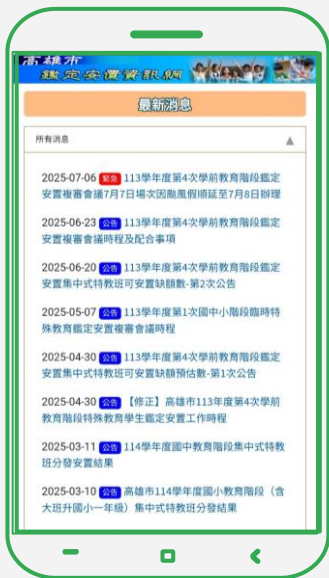 高雄市
鑑定安置資訊網
最新消息
所有消息
2025-07-06 緊急 113學年度第4次學前教育階段鑑定
安置複審會議7月7日場次因颱風假順延至7月8日辦理
2025-06-23 公告 113學年度第4次學前教育階段鑑定
安置複審會議時程及配合事項
2025-06-20 公告 113學年度第4次學前教育階段鑑定
安置集中式特教班可安置缺額數-第2次公告
2025-05-07 公告 113學年度第1次國中小階段臨時特
殊教育鑑定安置複審會議時程
2025-04-30 公告 113學年度第4次學前教育階段鑑定
安置集中式特教班可安置缺額預估數-第1次公告
2025-04-30 公告 【修正】高雄市113年度第4次學前
教育階段特殊教育學生鑑定安置工作時程
2025-03-11 公告 114學年度國中教育階段集中式特教
班分發安置結果
2025-03-10 公告 高雄市114學年度國小教育階段（含
大班升國小一年級）集中式特教班分發結果